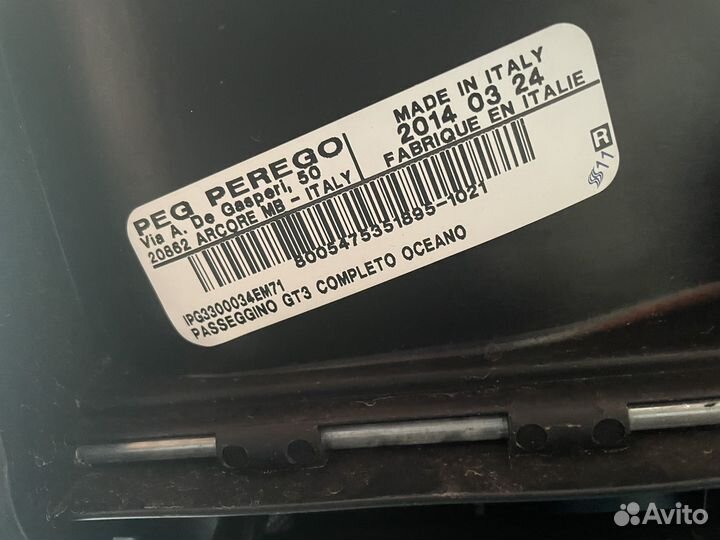 PEG PEREGO
Via A. De Gasperi, 50
20862 ARCORE MB - ITALY
MADE IN ITALY
2014 03 24
FABRIQUE EN ITALIE
8005475351895-1021
IPG3300034EM71
PASSEGGINO GT3 COMPLETO OCEANO
R
Avito